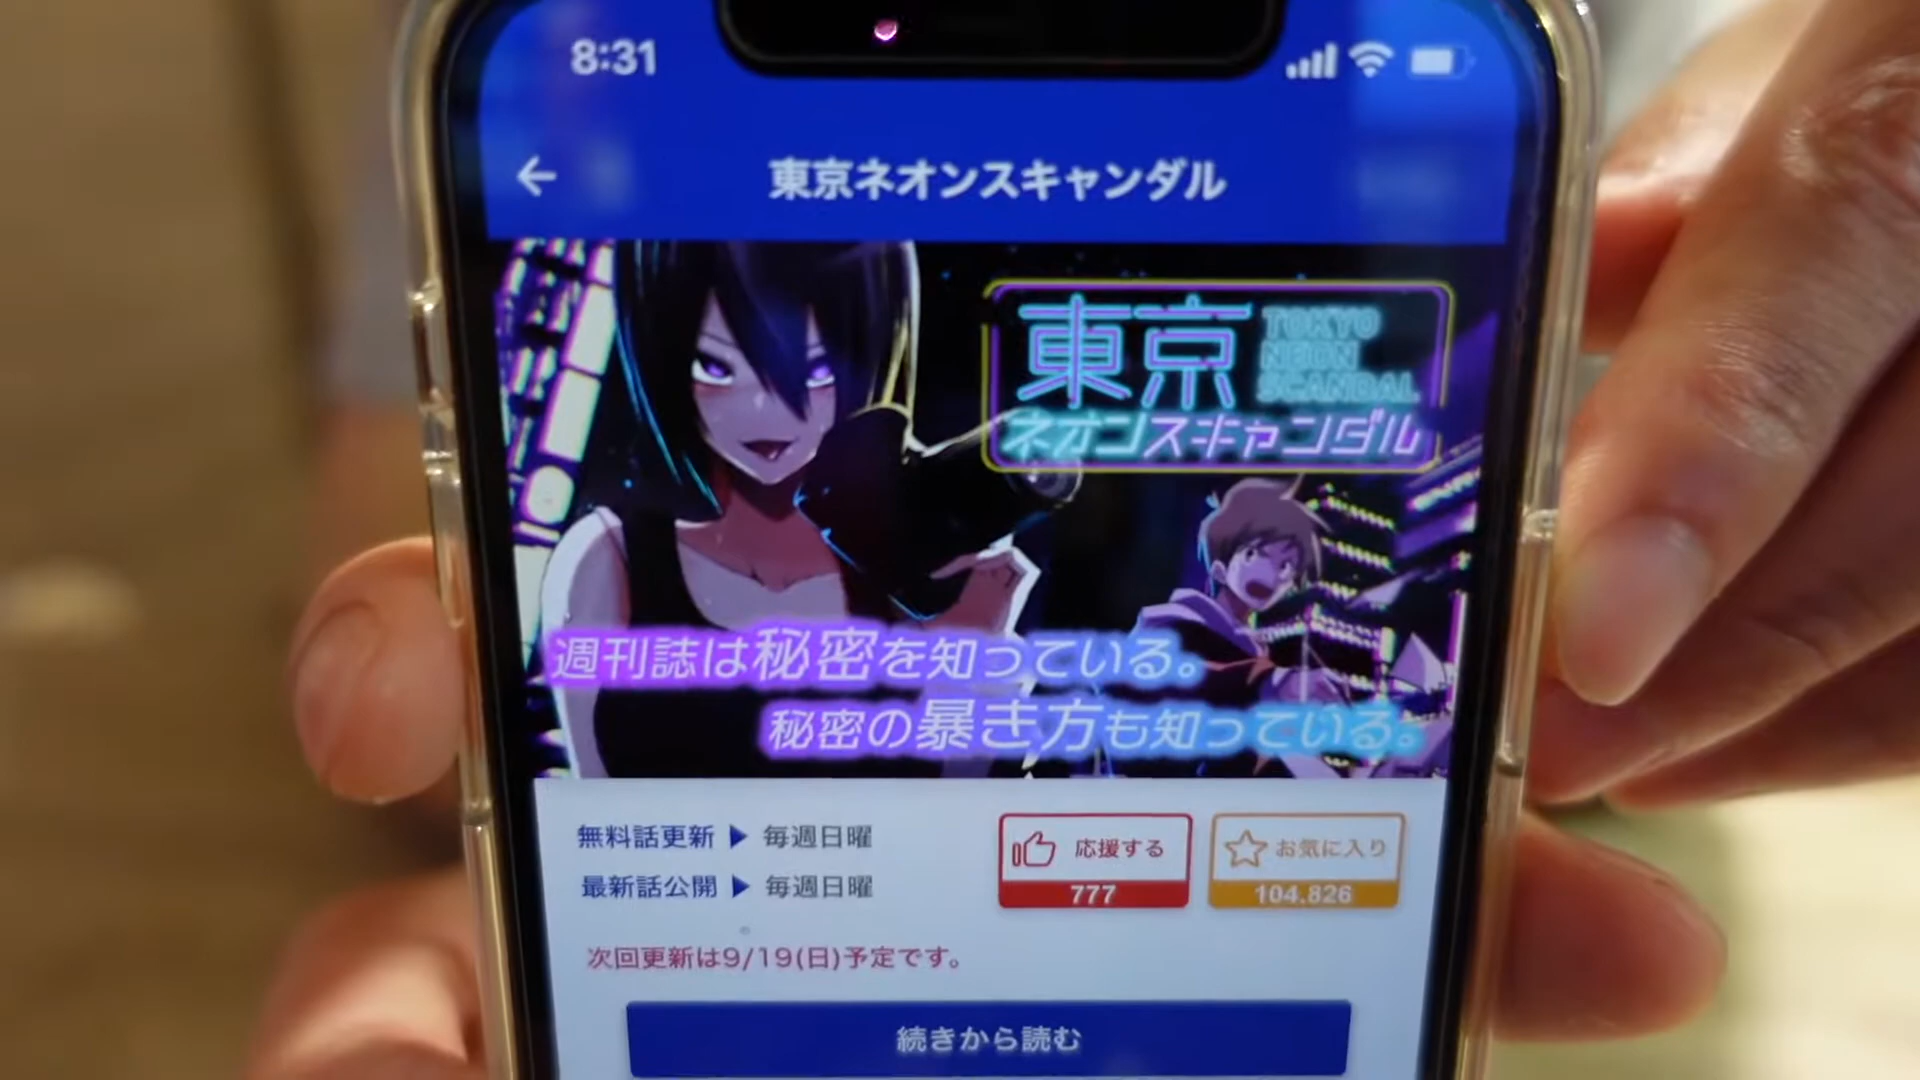 8:31
東京ネオンスキャンダル
東京
TOKYO
NEON
SCANDAL
ネオンスキャンダル
週刊誌は秘密を知っている。
秘密の暴き方も知っている。
無料話更新 ▶ 毎週日曜
応援する
お気に入り
最新話公開 ▶ 毎週日曜
777
104,826
次回更新は9/19(日)予定です。
続きから読む